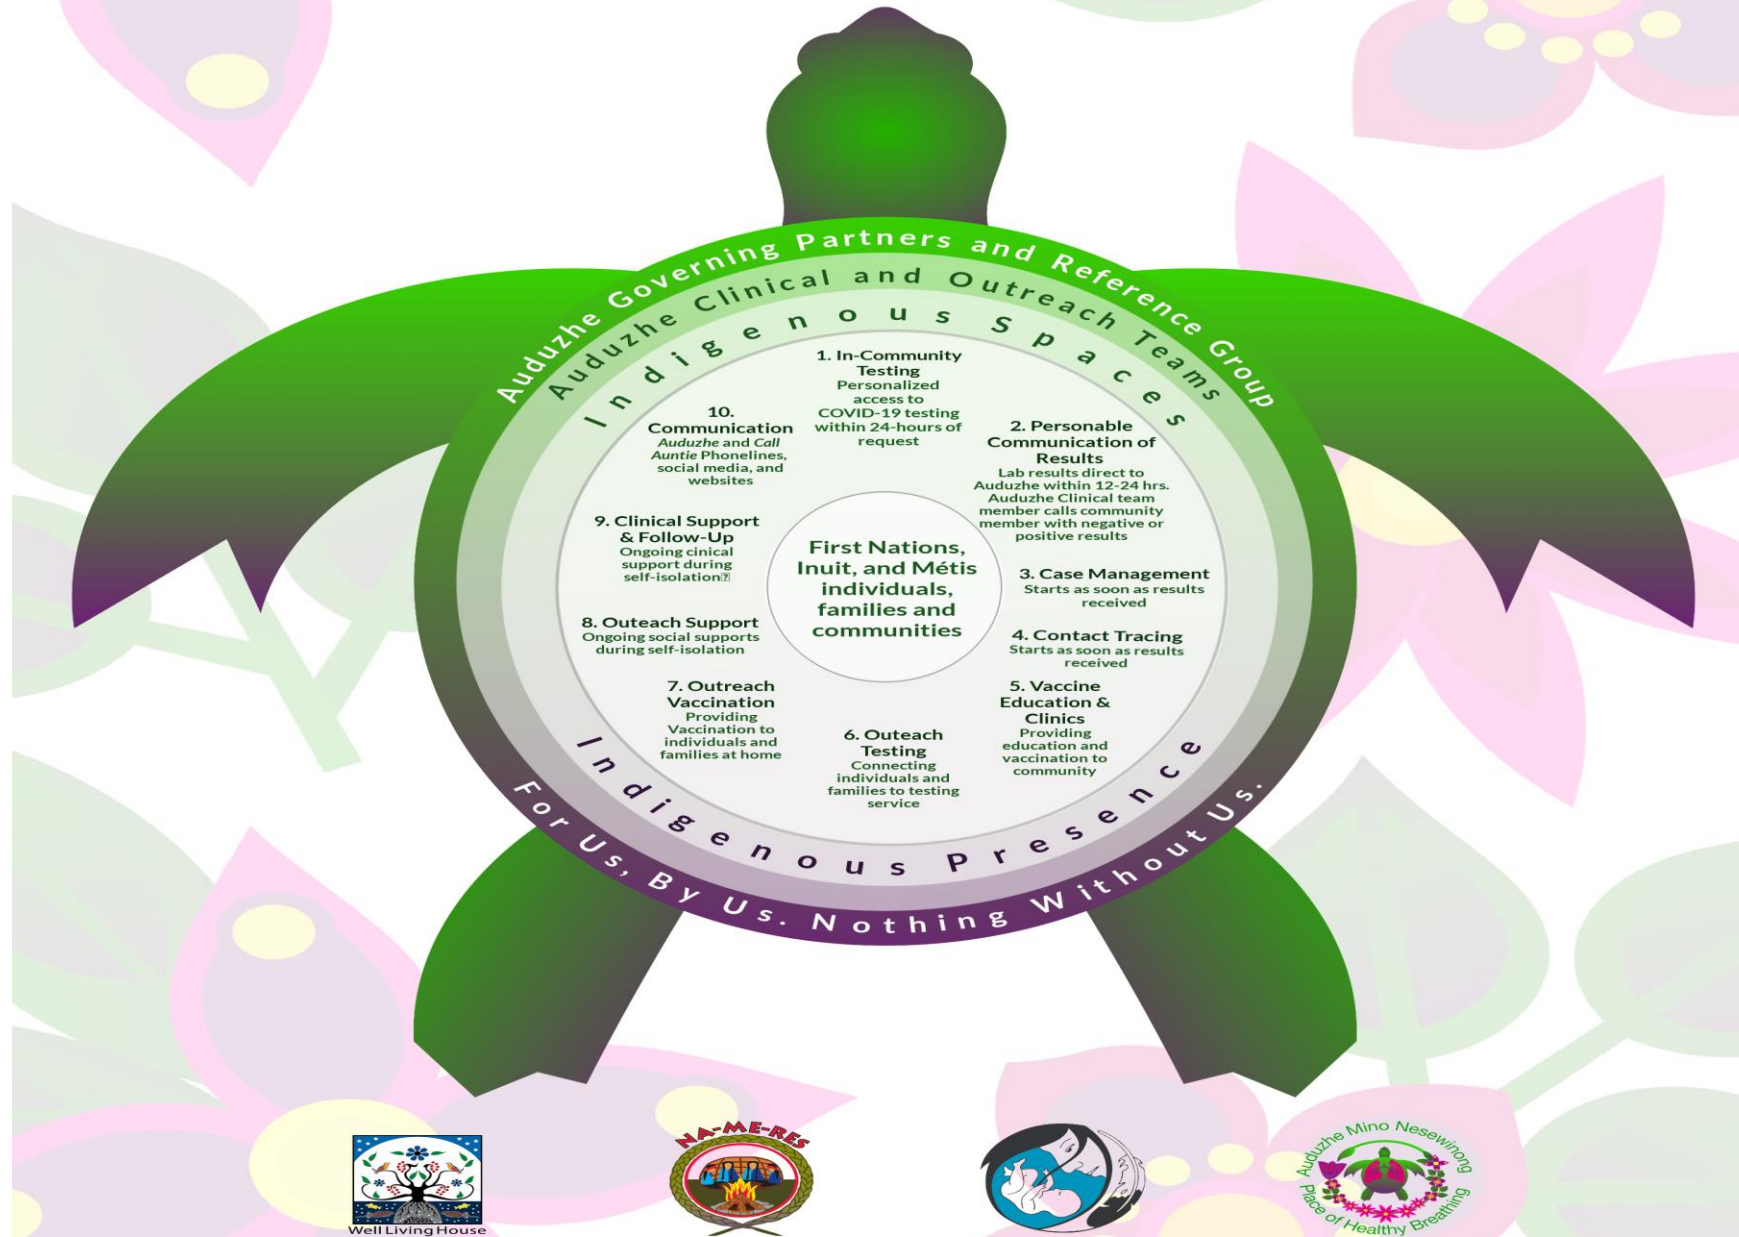 Auduzhe Governing Partners and Reference Group
Auduzhe Clinical and Outreach Teams
Indigenous Spaces
1. In-Community
Testing
Personalized
access to
COVID-19 testing
within 24-hours of
request
2. Personable
Communication of
Results
Lab results direct to
Auduzhe within 12-24 hrs.
Auduzhe Clinical team
member calls community
member with negative or
positive results
3. Case Management
Starts as soon as results
received
4. Contact Tracing
Starts as soon as results
received
5. Vaccine
Education &
Clinics
Providing
education and
vaccination to
community
6. Outeach
Testing
Connecting
individuals and
families to testing
service
7. Outreach
Vaccination
Providing
Vaccination to
individuals and
families at home
8. Outeach Support
Ongoing social supports
during self-isolation
9. Clinical Support
& Follow-Up
Ongoing cinical
support during
self-isolation
10.
Communication
Auduzhe and Call
Auntie Phonelines,
social media, and
websites
First Nations,
Inuit, and Métis
individuals,
families and
communities
Indigenous Presence
For Us, By Us. Nothing Without Us.
Well Living House
NA-ME-RES
Auduzhe Mino Nesewinong
Place of Healthy Breathing